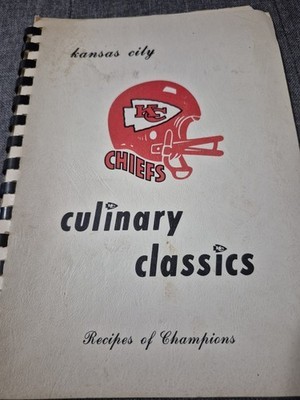 kansas city
KC
CHIEFS
culinary
classics
Recipes of Champions